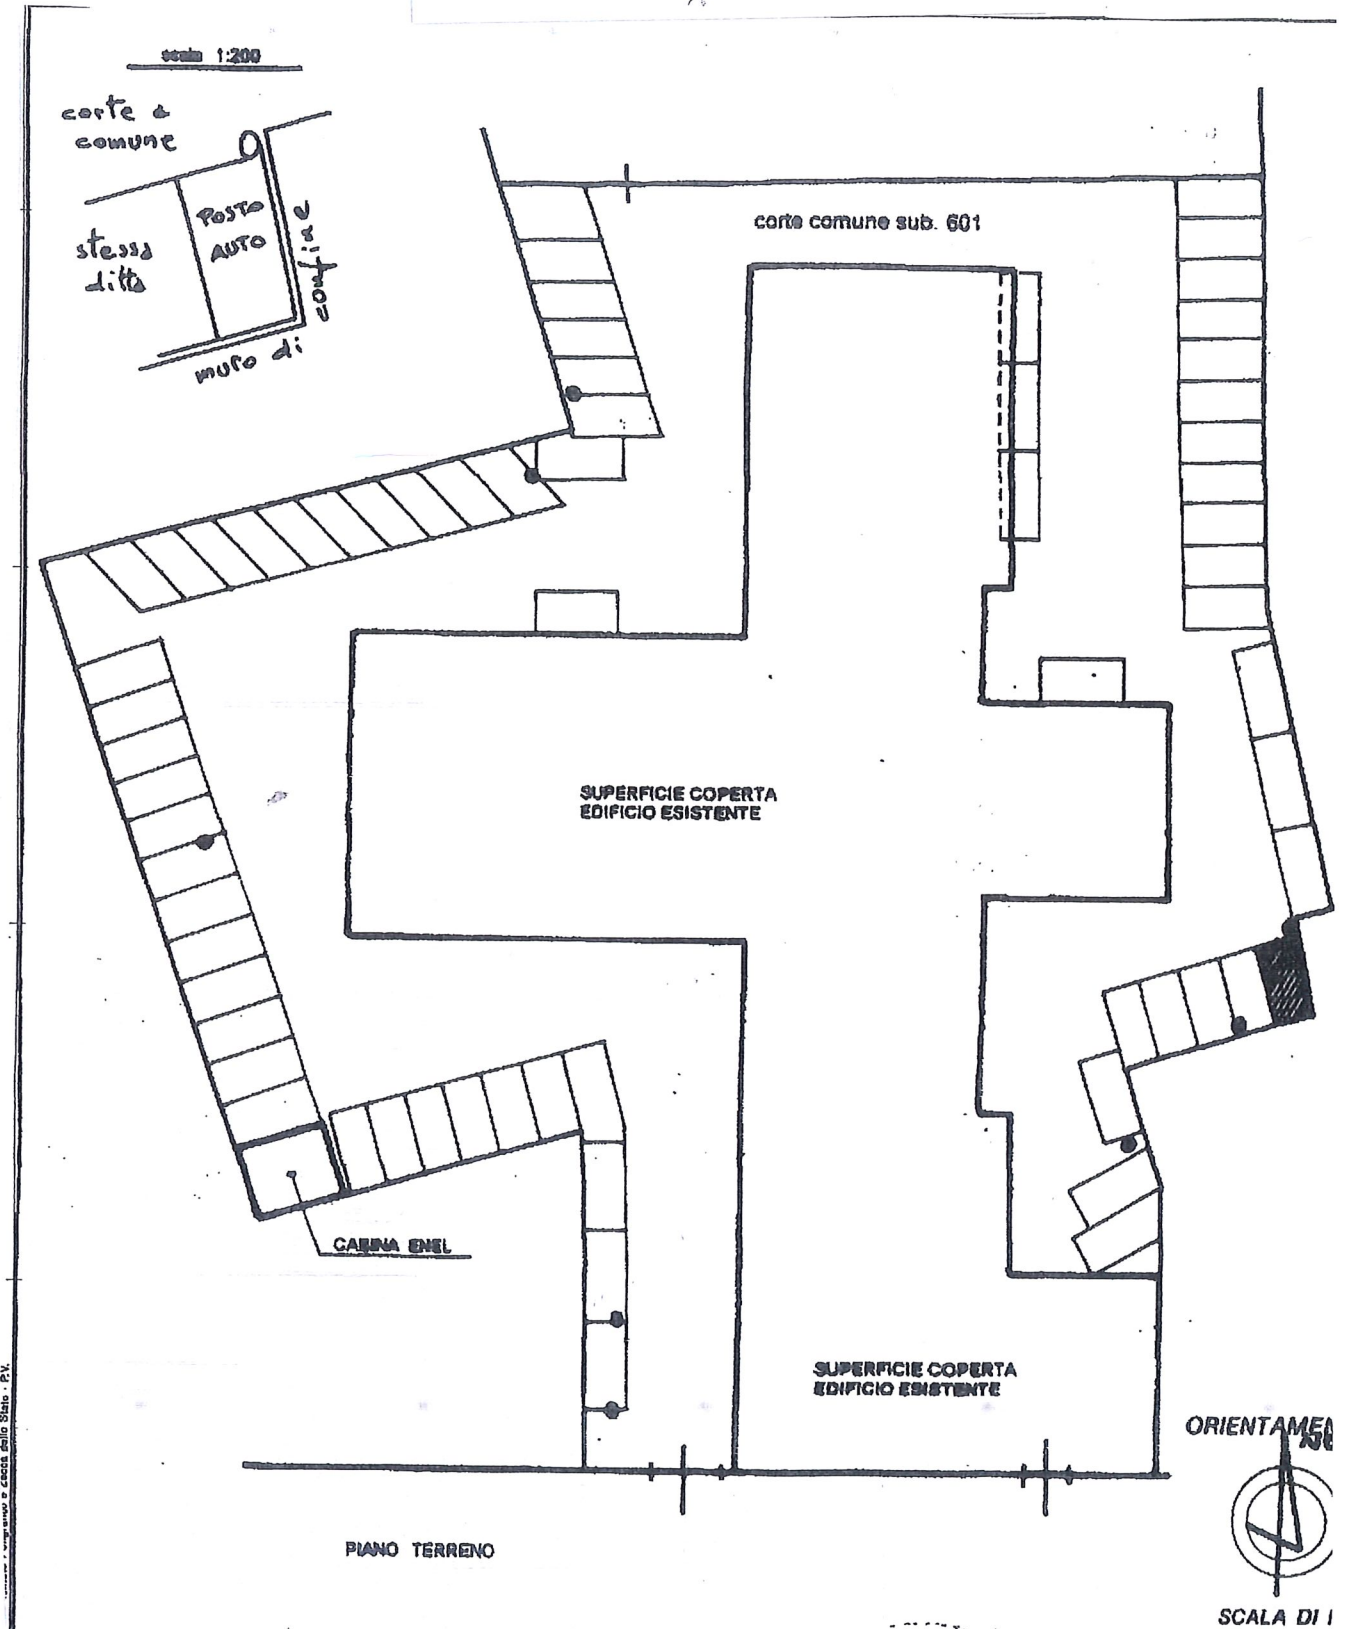 scala 1:200
corte a
comune
POSTO
AUTO
stessa
ditta
confine
muro di
corte comune sub. 601
SUPERFICIE COPERTA
EDIFICIO ESISTENTE
CABINA ENEL
SUPERFICIE COPERTA
EDIFICIO ESISTENTE
ORIENTAMEN
PIANO TERRENO
SCALA DI